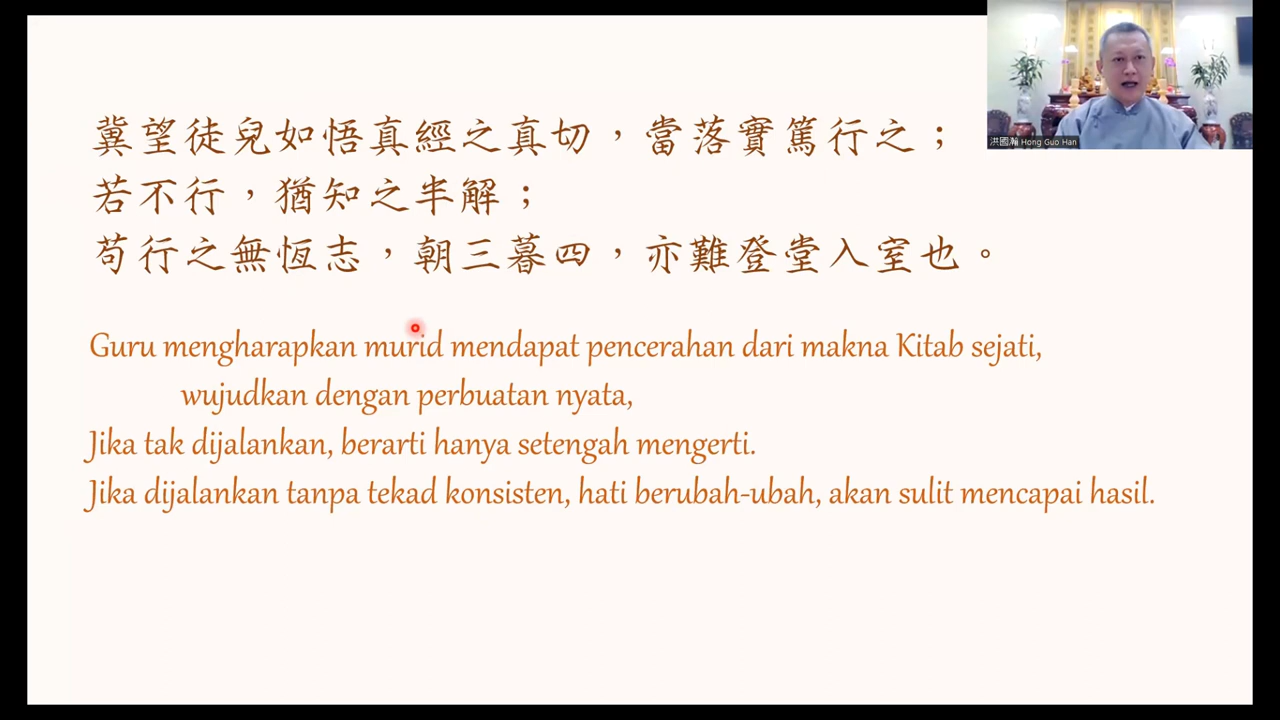 冀望徒兒如悟真經之真切，當落實篤行之；
若不行，猶知之半解；
苟行之無恆志，朝三暮四，亦難登堂入室也。
Guru mengharapkan murid mendapat pencerahan dari makna Kitab sejati,
wujudkan dengan perbuatan nyata,
Jika tak dijalankan, berarti hanya setengah mengerti.
Jika dijalankan tanpa tekad konsisten, hati berubah-ubah, akan sulit mencapai hasil.
洪國瀚 Hong Guo Han